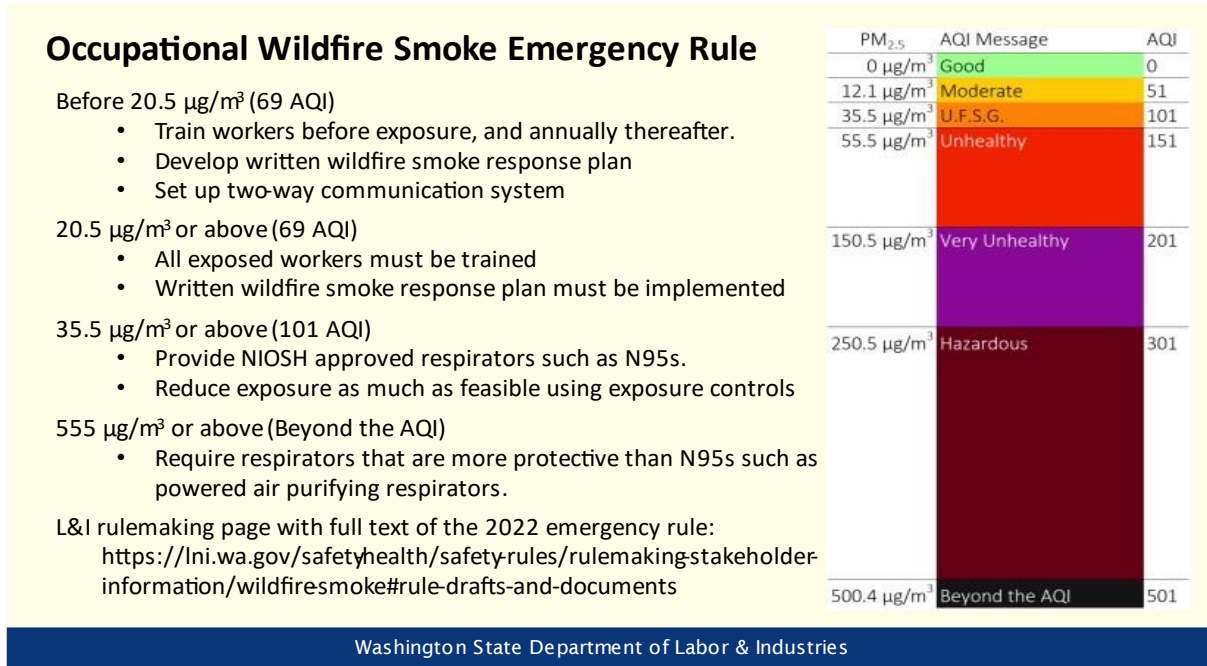 Occupational Wildfire Smoke Emergency Rule
Before 20.5 µg/m³ (69 AQI)
• Train workers before exposure, and annually thereafter.
• Develop written wildfire smoke response plan
• Set up two-way communication system
20.5 µg/m³ or above (69 AQI)
• All exposed workers must be trained
• Written wildfire smoke response plan must be implemented
35.5 µg/m³ or above (101 AQI)
• Provide NIOSH approved respirators such as N95s.
• Reduce exposure as much as feasible using exposure controls
555 µg/m³ or above (Beyond the AQI)
• Require respirators that are more protective than N95s such as
powered air purifying respirators.
L&I rulemaking page with full text of the 2022 emergency rule:
https://lni.wa.gov/safety-health/safety-rules/rulemaking-stakeholder-
information/wildfire-smoke#rule-drafts-and-documents
PM₂.₅ AQI Message AQI
0 µg/m³ Good 0
12.1 µg/m³ Moderate 51
35.5 µg/m³ U.F.S.G. 101
55.5 µg/m³ Unhealthy 151
150.5 µg/m³ Very Unhealthy 201
250.5 µg/m³ Hazardous 301
500.4 µg/m³ Beyond the AQI 501
Washington State Department of Labor & Industries